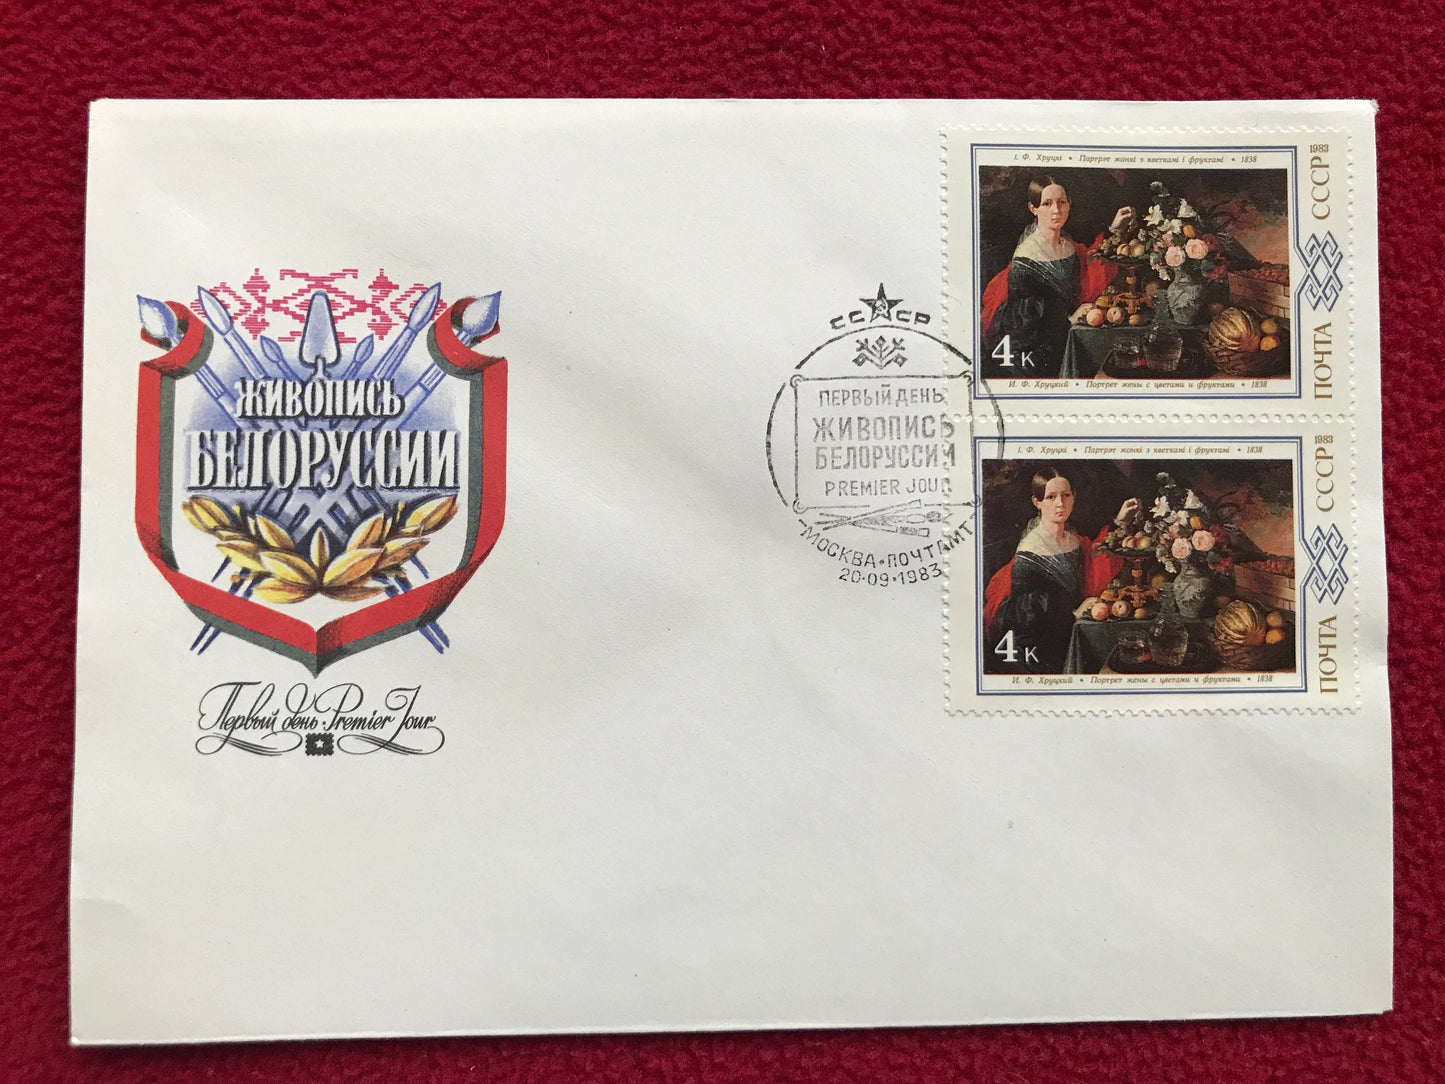 ЖИВОПИСЬ
БЕЛОРУССИИ
Первый день · Premier Jour
СССР
ПЕРВЫЙ ДЕНЬ
ЖИВОПИСЬ
БЕЛОРУССИИ
PREMIER JOUR
МОСКВА • ПОЧТАМТ
20·09·1983
І. Ф. Хруцкі • Партрэт жонкі з кветкамі і фруктамі • 1838
4 к
И. Ф. Хруцкий • Портрет жены с цветами и фруктами • 1838
ПОЧТА СССР 1983
І. Ф. Хруцкі • Партрэт жонкі з кветкамі і фруктамі • 1838
4 к
И. Ф. Хруцкий • Портрет жены с цветами и фруктами • 1838
ПОЧТА СССР 1983